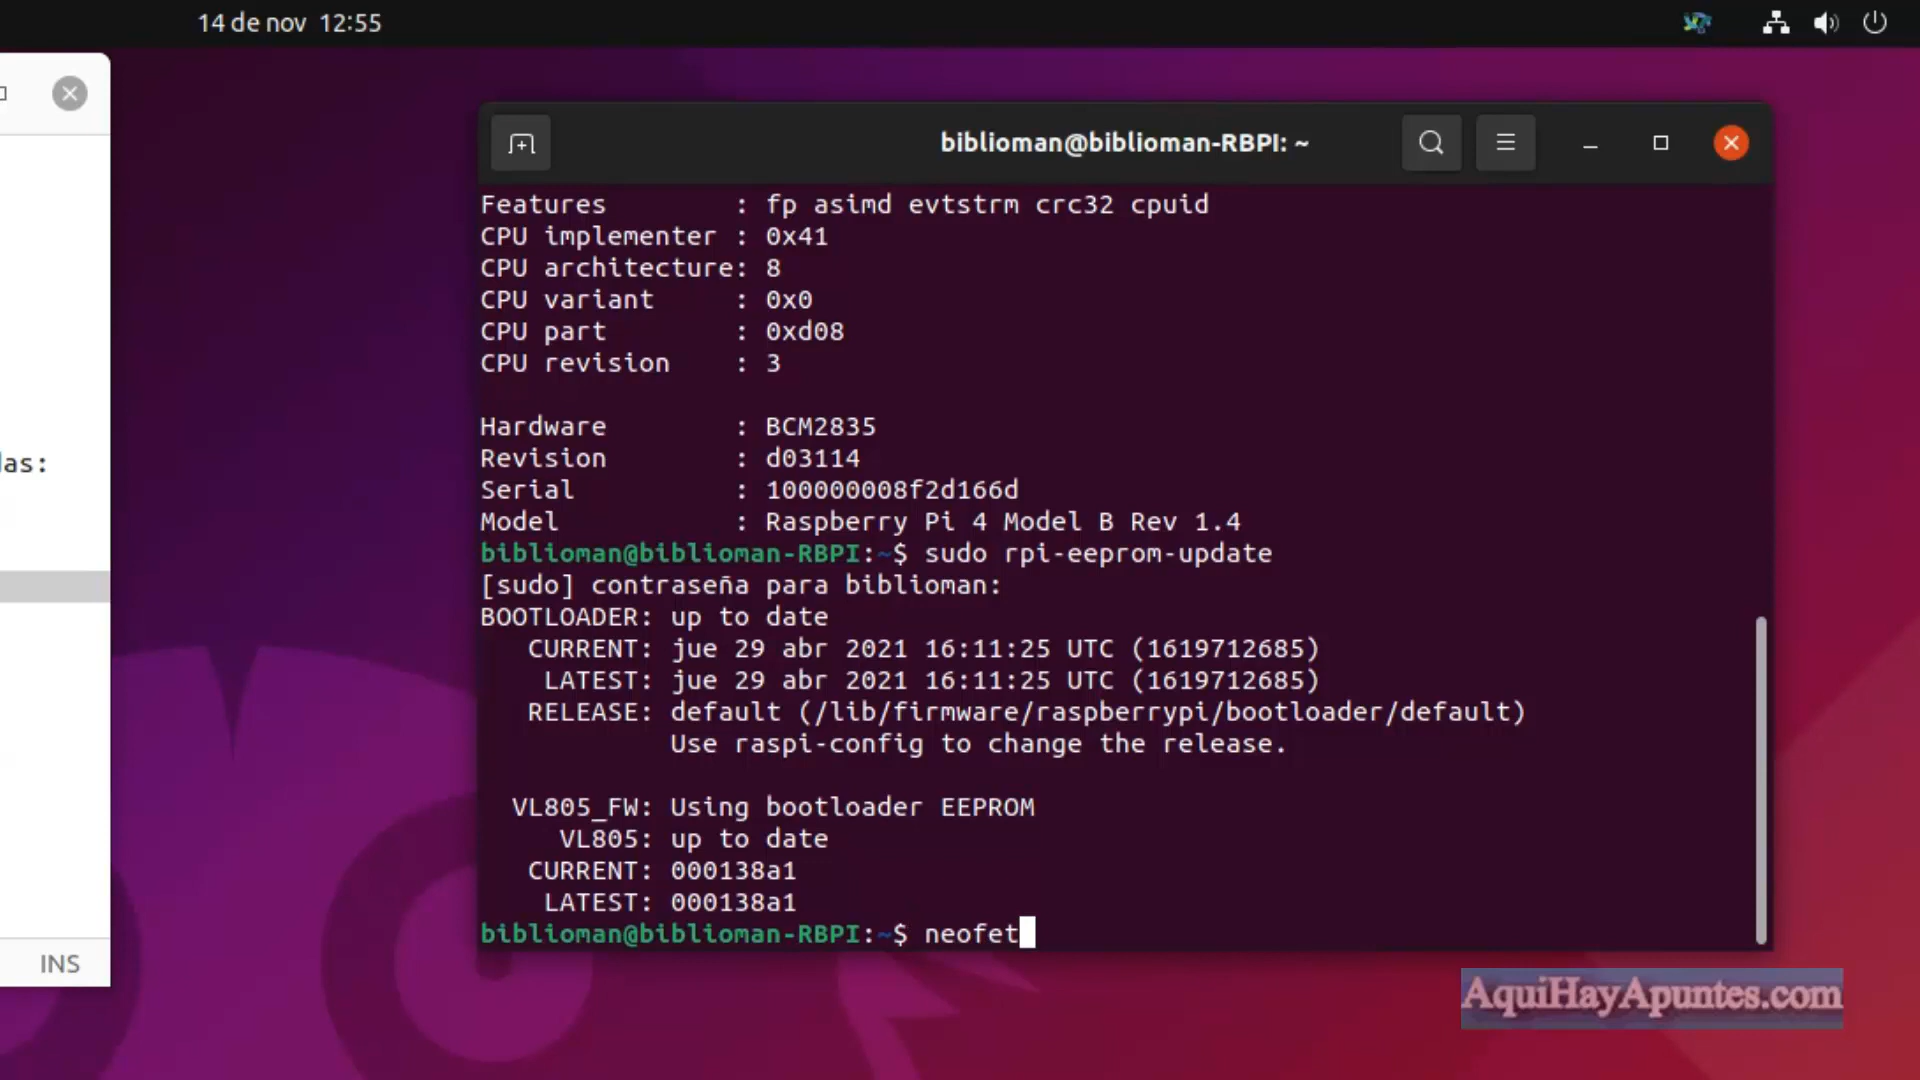 14 de nov 12:55
biblioman@biblioman-RBPI: ~
Features : fp asimd evtstrm crc32 cpuid
CPU implementer : 0x41
CPU architecture: 8
CPU variant : 0x0
CPU part : 0xd08
CPU revision : 3
Hardware : BCM2835
Revision : d03114
Serial : 100000008f2d166d
Model : Raspberry Pi 4 Model B Rev 1.4
biblioman@biblioman-RBPI:~$ sudo rpi-eeprom-update
[sudo] contraseña para biblioman:
BOOTLOADER: up to date
CURRENT: jue 29 abr 2021 16:11:25 UTC (1619712685)
LATEST: jue 29 abr 2021 16:11:25 UTC (1619712685)
RELEASE: default (/lib/firmware/raspberrypi/bootloader/default)
Use raspi-config to change the release.
VL805_FW: Using bootloader EEPROM
VL805: up to date
CURRENT: 000138a1
LATEST: 000138a1
biblioman@biblioman-RBPI:~$ neofet
das:
INS
AquiHayApuntes.com